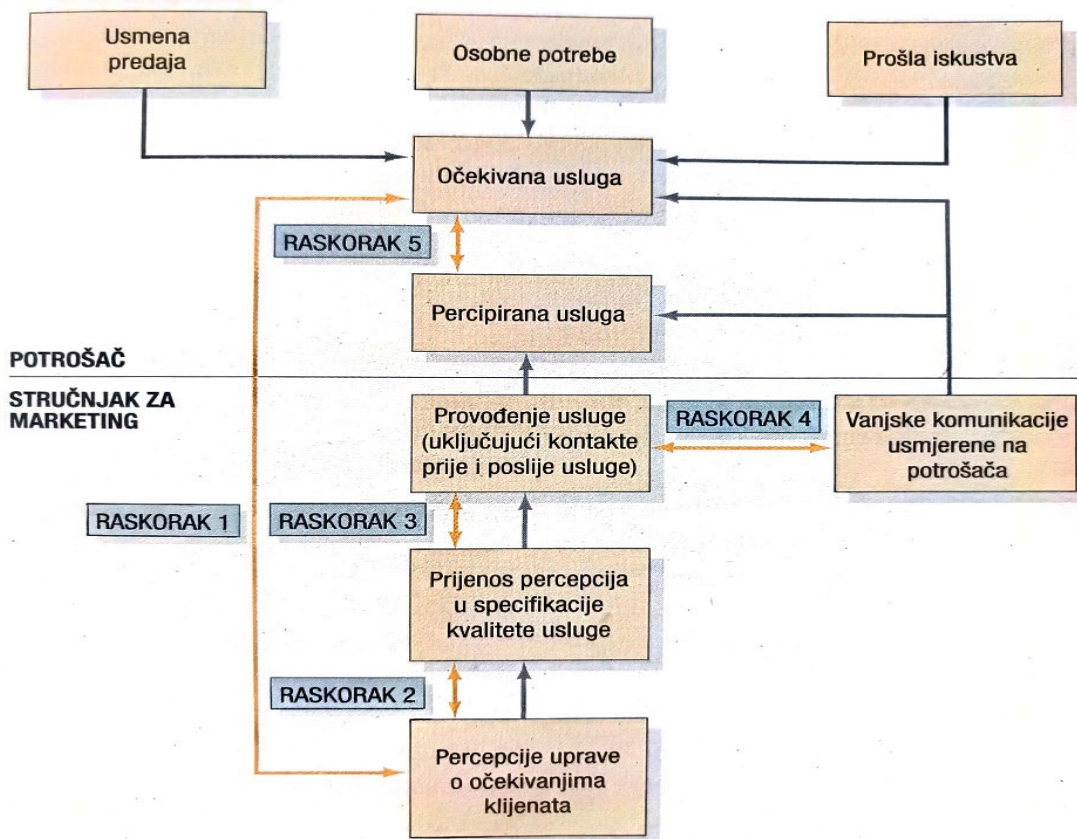 Usmena
predaja
Osobne potrebe
Prošla iskustva
Očekivana usluga
RASKORAK 5
Percipirana usluga
POTROŠAČ
STRUČNJAK ZA
MARKETING
Provođenje usluge
(uključujući kontakte
prije i poslije usluge)
RASKORAK 4
Vanjske komunikacije
usmjerene na
potrošača
RASKORAK 1
RASKORAK 3
Prijenos percepcija
u specifikacije
kvalitete usluge
RASKORAK 2
Percepcije uprave
o očekivanjima
klijenata